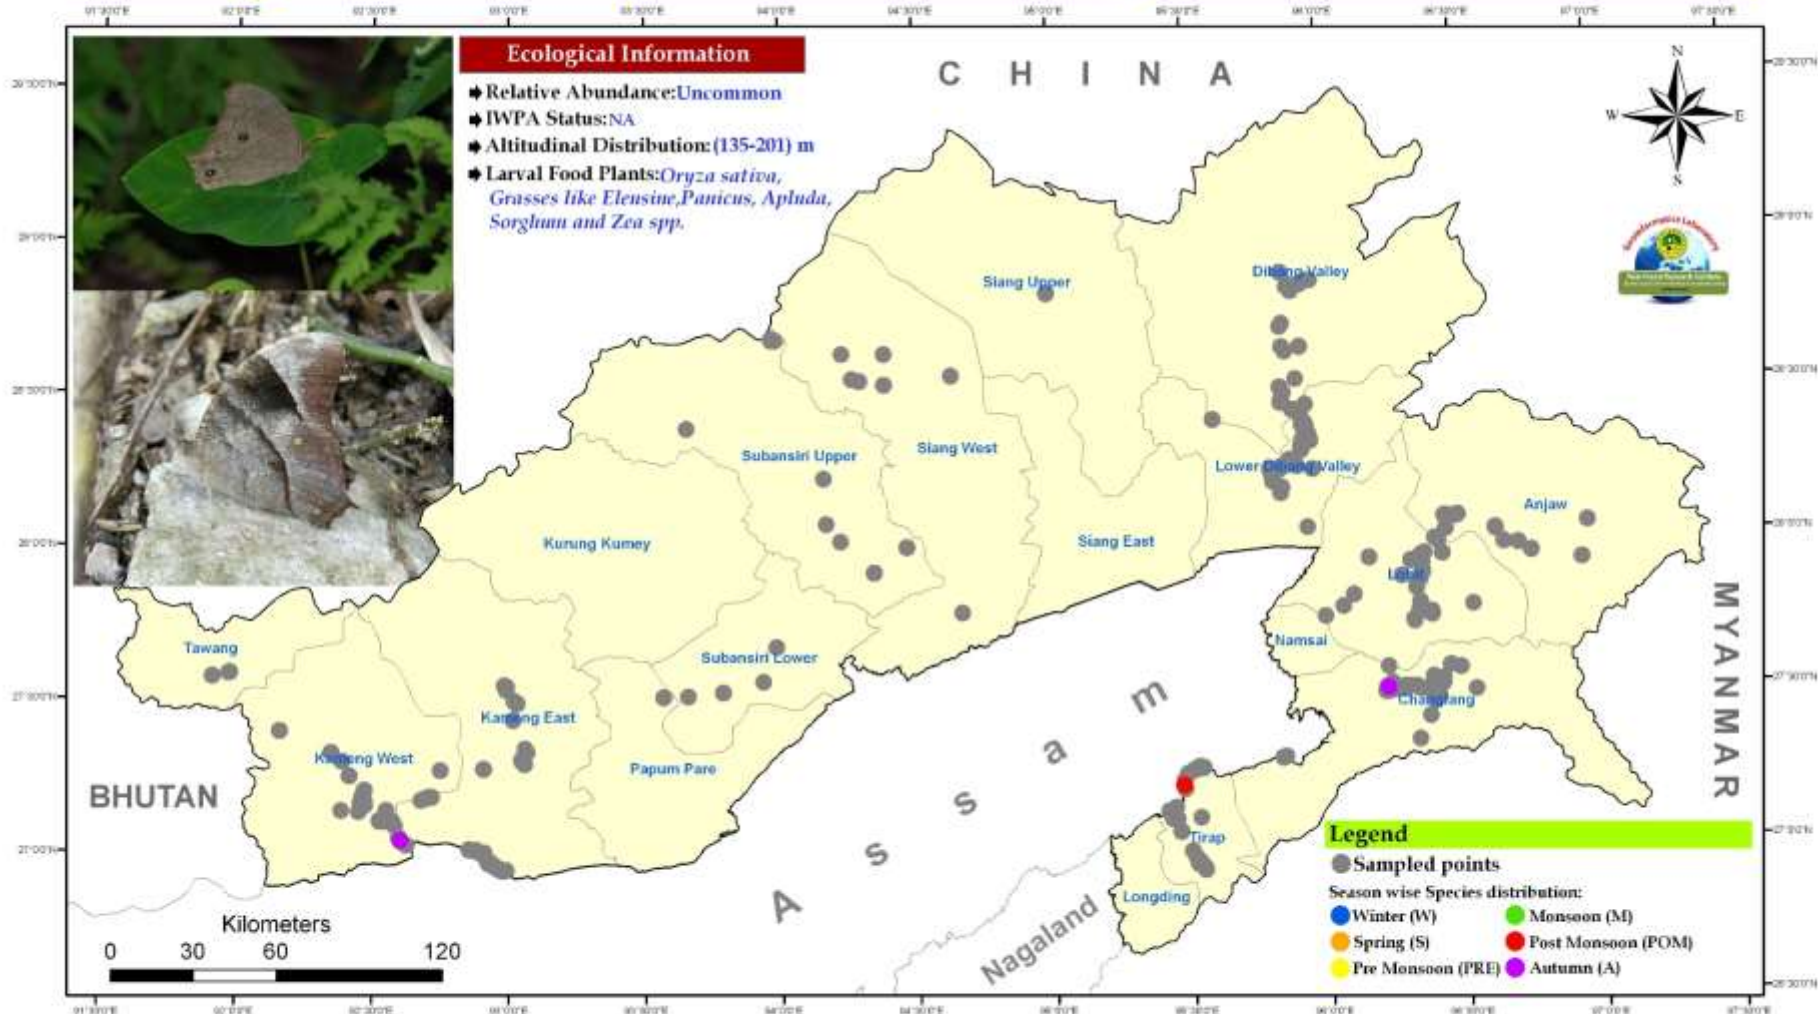 Ecological Information
Relative Abundance:Uncommon
IWPA Status:NA
Altitudinal Distribution:(135-201) m
Larval Food Plants:Oryza sativa,
Grasses like Eleusine,Panicus, Apluda,
Sorghum and Zea spp.
C H I N A
N
W E
S
Siang Upper
Dibang Valley
Subansiri Upper
Siang West
Lower Dibang Valley
Anjaw
Kurung Kumey
Siang East
Lohit
Namsai
Tawang
Subansiri Lower
Changlang
Kameng East
Kameng West
Papum Pare
BHUTAN
MYANMAR
A s s a m
Tirap
Longding
Nagaland
Kilometers
0 30 60 120
Legend
Sampled points
Season wise Species distribution:
Winter (W) Monsoon (M)
Spring (S) Post Monsoon (POM)
Pre Monsoon (PRE) Autumn (A)